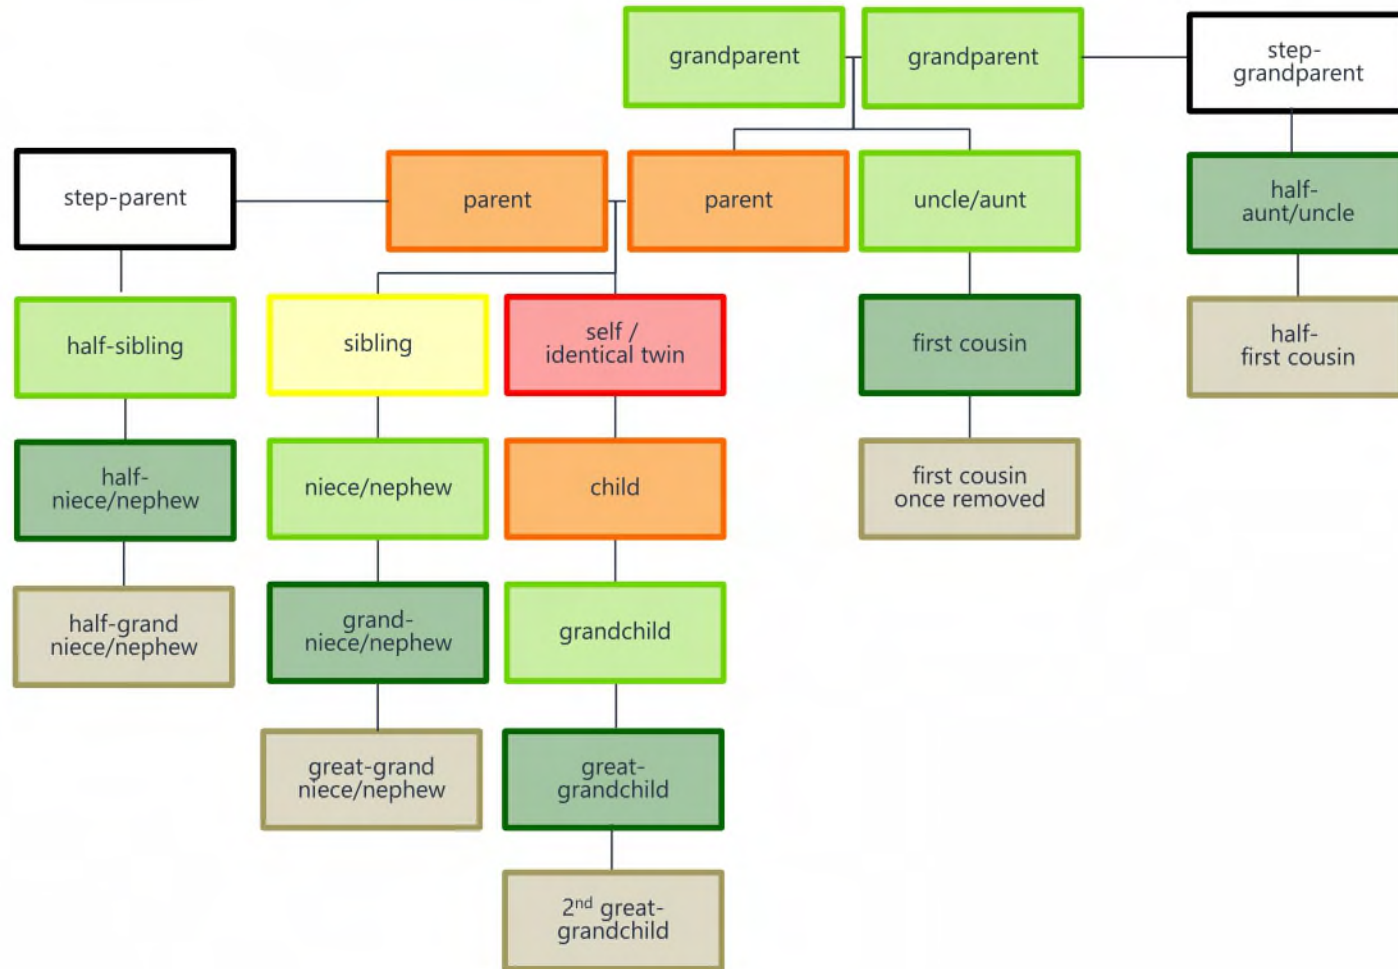 grandparent
grandparent
step-
grandparent
step-parent
parent
parent
uncle/aunt
half-
aunt/uncle
half-sibling
sibling
self /
identical twin
first cousin
half-
first cousin
half-
niece/nephew
niece/nephew
child
first cousin
once removed
half-grand
niece/nephew
grand-
niece/nephew
grandchild
great-grand
niece/nephew
great-
grandchild
2nd great-
grandchild